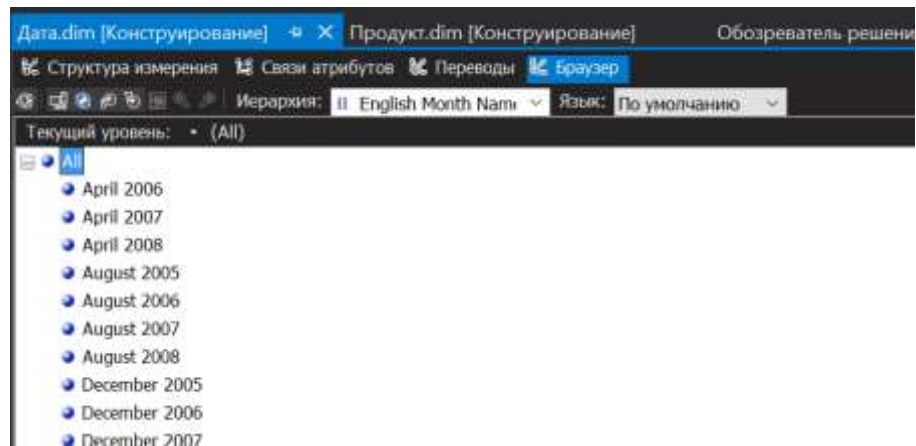 Дата.dim [Конструирование] Продукт.dim [Конструирование] Обозреватель решени
Структура измерения Связи атрибутов Переводы Браузер
Иерархия: English Month Name Язык: По умолчанию
Текущий уровень: • (All)
All
April 2006
April 2007
April 2008
August 2005
August 2006
August 2007
August 2008
December 2005
December 2006
December 2007